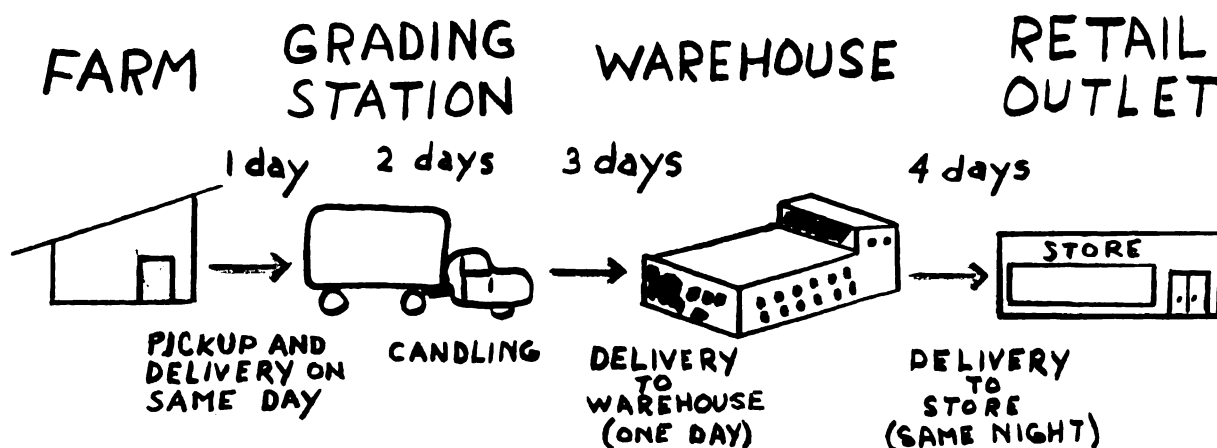 FARM
GRADING
STATION
WAREHOUSE
RETAIL
OUTLET
1 day
2 days
3 days
4 days
STORE
PICKUP AND
DELIVERY ON
SAME DAY
CANDLING
DELIVERY
TO
WAREHOUSE
(ONE DAY)
DELIVERY
TO
STORE
(SAME NIGHT)